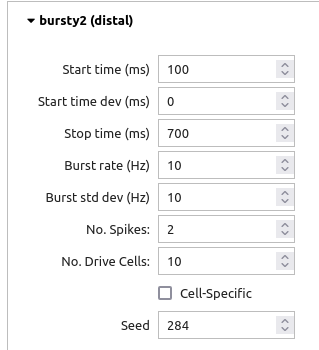 bursty2 (distal)
Start time (ms) 100
Start time dev (ms) 0
Stop time (ms) 700
Burst rate (Hz) 10
Burst std dev (Hz) 10
No. Spikes: 2
No. Drive Cells: 10
Cell-Specific
Seed 284